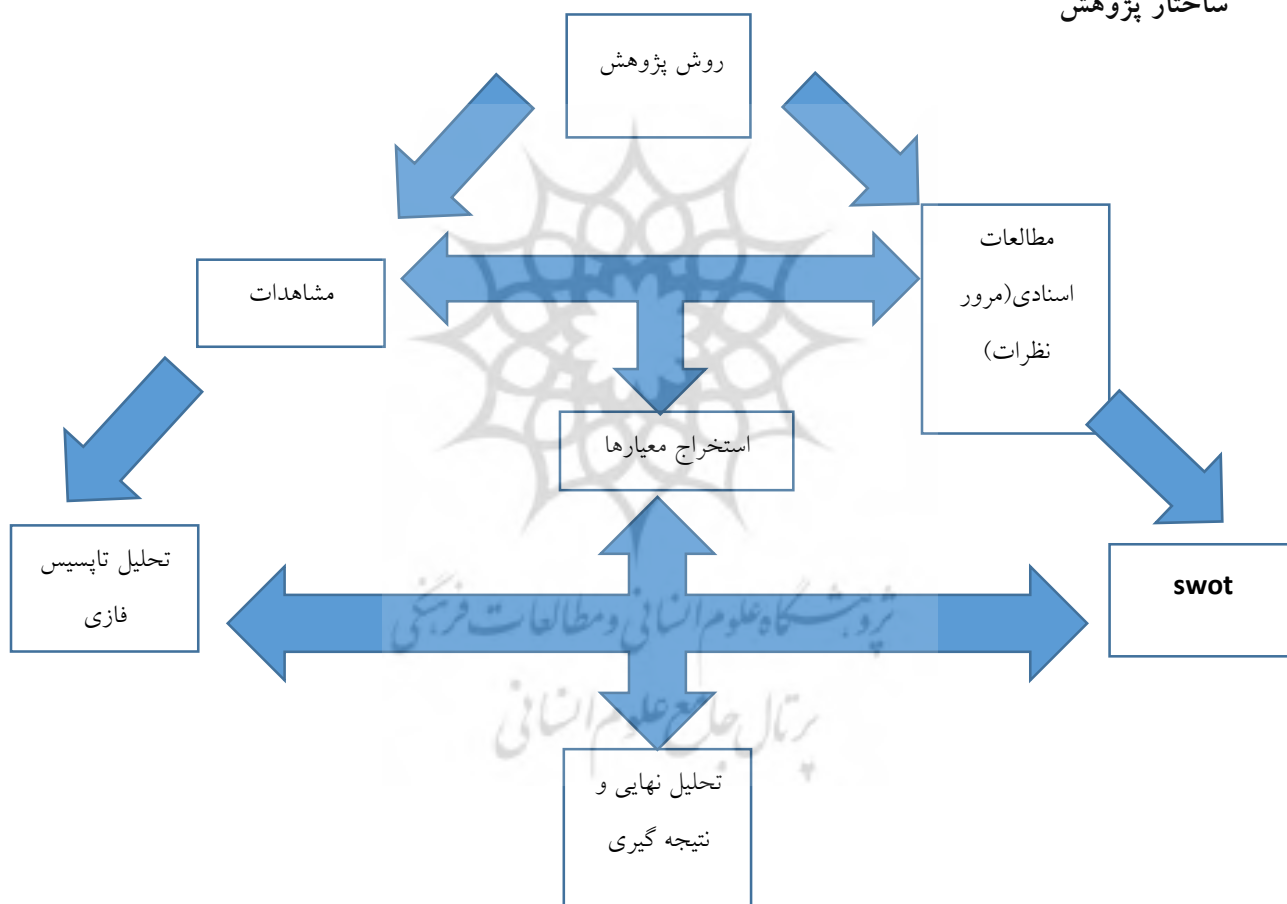 ساختار پژوهش
روش پژوهش
مطالعات
اسنادی(مرور
نظرات)
مشاهدات
استخراج معیارها
تحلیل تاپسیس
فازی
swot
پژوهشگاه علوم انسانی و مطالعات فرهنگی
پرتال جامع علوم انسانی
تحلیل نهایی و
نتیجه گیری